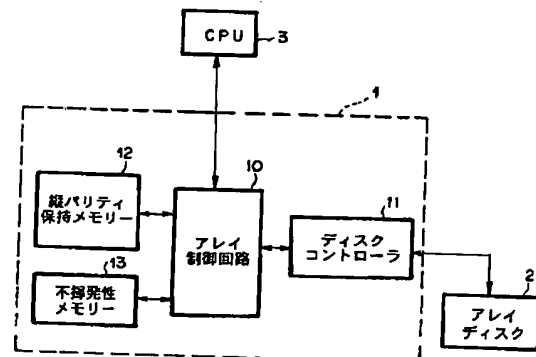 CPU
3
1
12
縦パリティ
保持メモリー
10
アレイ
制御回路
11
ディスク
コントローラ
13
不揮発性
メモリー
2
アレイ
ディスク